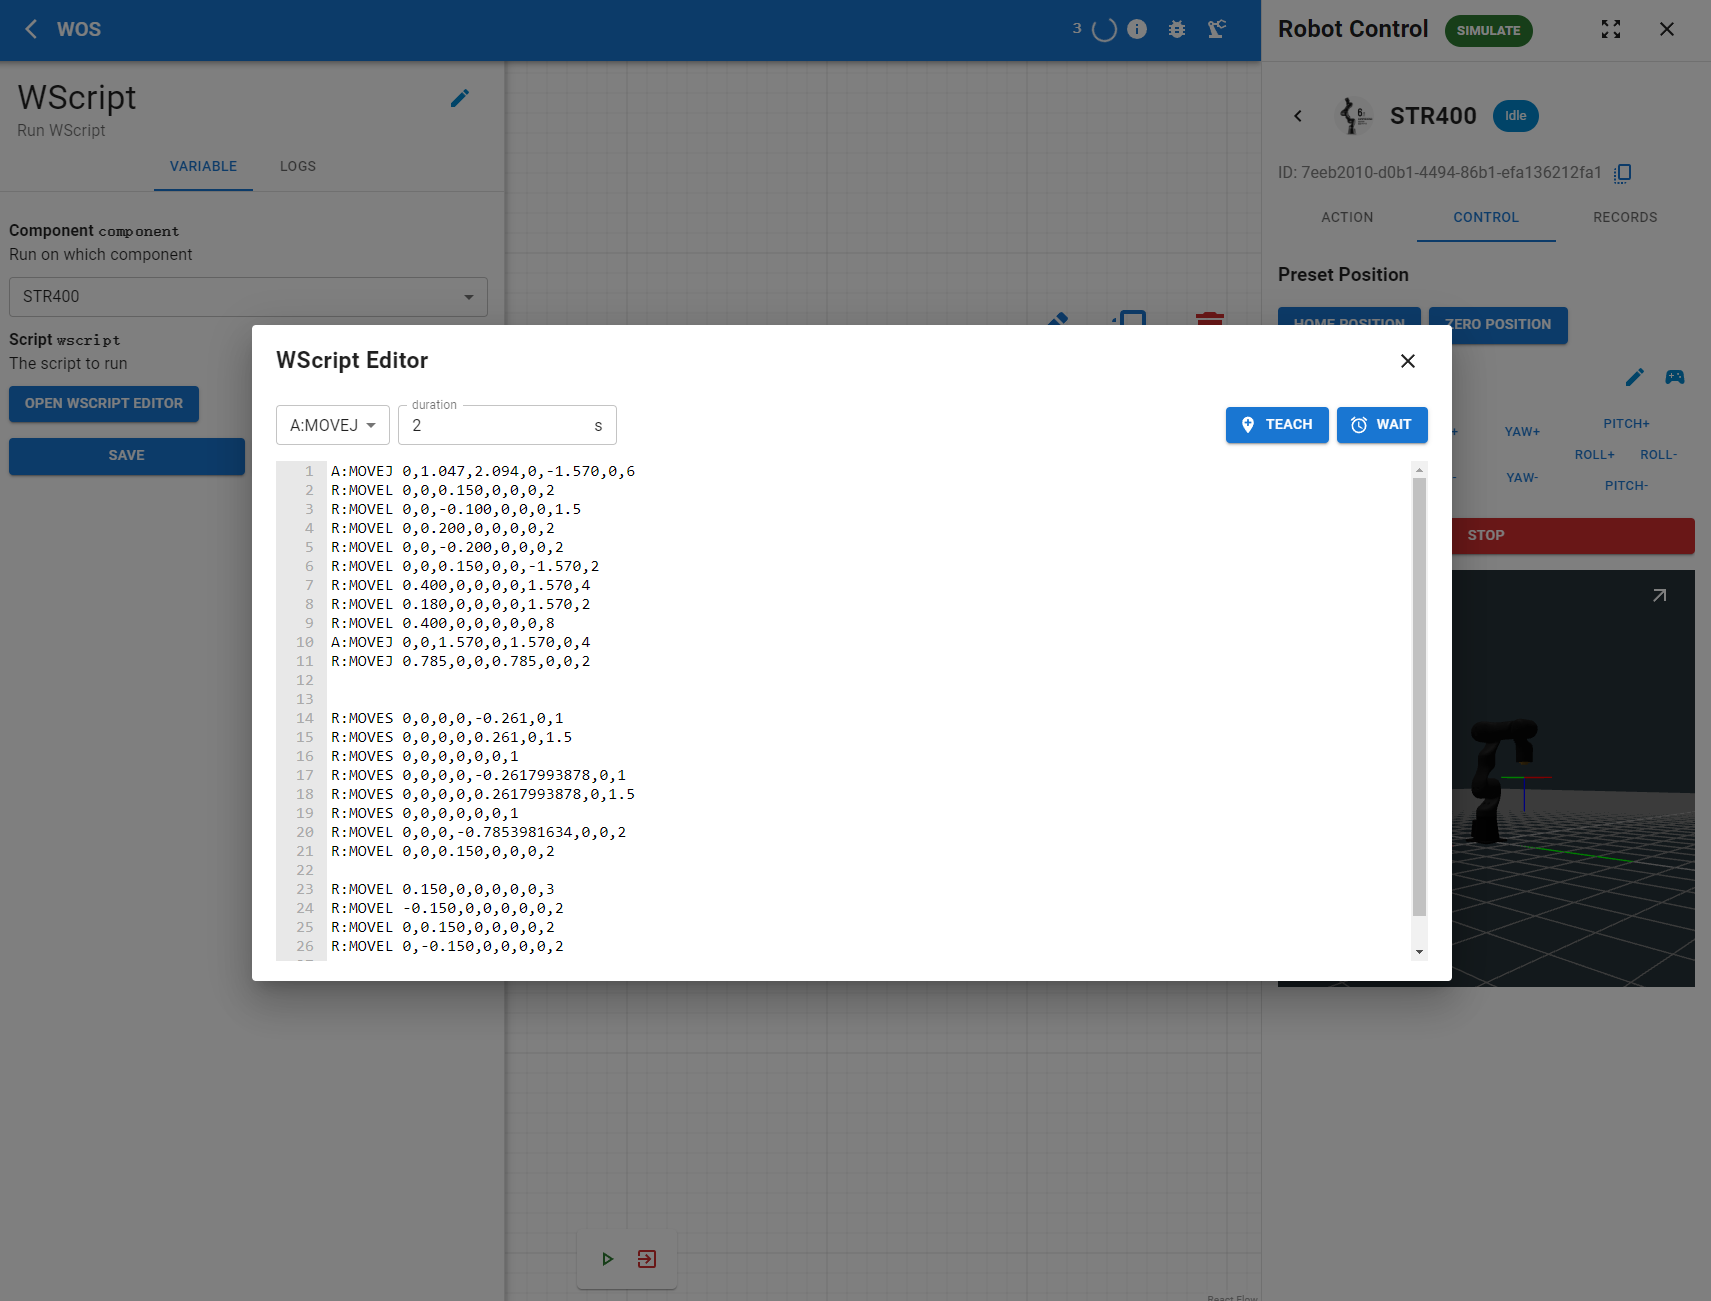 WOS
3
Robot Control
SIMULATE
WScript
Run WScript
VARIABLE
LOGS
Component component
Run on which component
STR400
Script wscript
The script to run
OPEN WSCRIPT EDITOR
SAVE
STR400
Idle
ID: 7eeb2010-d0b1-4494-86b1-efa136212fa1
ACTION
CONTROL
RECORDS
Preset Position
HOME POSITION
ZERO POSITION
WScript Editor
A:MOVEJ
duration
2
s
TEACH
WAIT
1 A:MOVEJ 0,1.047,2.094,0,-1.570,0,6
2 R:MOVEL 0,0,0.150,0,0,0,2
3 R:MOVEL 0,0,-0.100,0,0,0,1.5
4 R:MOVEL 0,0.200,0,0,0,0,2
5 R:MOVEL 0,0,-0.200,0,0,0,2
6 R:MOVEL 0,0,0.150,0,0,-1.570,2
7 R:MOVEL 0.400,0,0,0,0,1.570,4
8 R:MOVEL 0.180,0,0,0,0,1.570,2
9 R:MOVEL 0.400,0,0,0,0,0,8
10 A:MOVEJ 0,0,1.570,0,1.570,0,4
11 R:MOVEJ 0.785,0,0,0.785,0,0,2
12
13
14 R:MOVES 0,0,0,0,-0.261,0,1
15 R:MOVES 0,0,0,0,0.261,0,1.5
16 R:MOVES 0,0,0,0,0,0,1
17 R:MOVES 0,0,0,0,-0.2617993878,0,1
18 R:MOVES 0,0,0,0,0.2617993878,0,1.5
19 R:MOVES 0,0,0,0,0,0,1
20 R:MOVEL 0,0,0,-0.7853981634,0,0,2
21 R:MOVEL 0,0,0.150,0,0,0,2
22
23 R:MOVEL 0.150,0,0,0,0,0,3
24 R:MOVEL -0.150,0,0,0,0,0,2
25 R:MOVEL 0,0.150,0,0,0,0,2
26 R:MOVEL 0,-0.150,0,0,0,0,2
+
YAW+
PITCH+
ROLL+
ROLL-
-
YAW-
PITCH-
STOP
React Flow